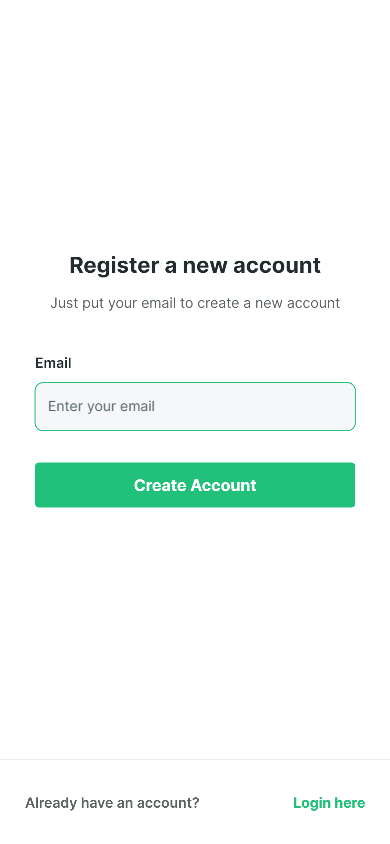 Register a new account
Just put your email to create a new account
Email
Enter your email
Create Account
Already have an account? Login here